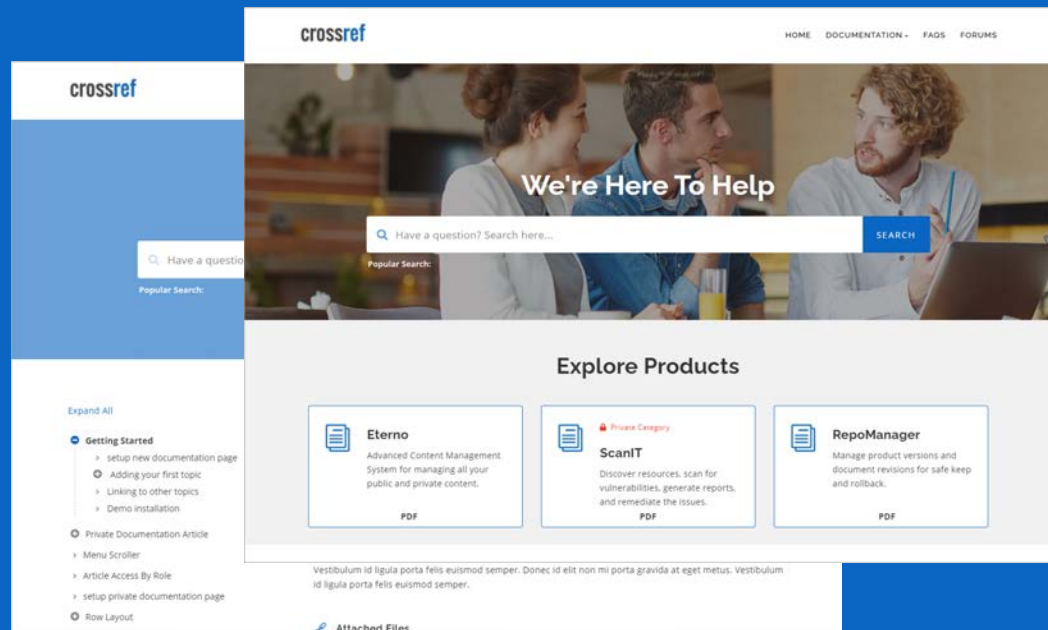 crossref
HOME DOCUMENTATION FAQS FORUMS
We're Here To Help
Have a question? Search here...
SEARCH
Popular Search:
Explore Products
Eterno
Advanced Content Management
System for managing all your
public and private content.
PDF
Private Category
ScanIT
Discover resources, scan for
vulnerabilities, generate reports,
and remediate the issues.
PDF
RepoManager
Manage product versions and
document revisions for safe keep
and rollback.
PDF
crossref
Have a questio
Popular Search:
Expand All
Getting Started
setup new documentation page
Adding your first topic
Linking to other topics
Demo installation
Private Documentation Article
Menu Scroller
Article Access By Role
setup private documentation page
Row Layout
Vestibulum id ligula porta felis euismod semper. Donec id elit non mi porta gravida at eget metus. Vestibulum
id ligula porta felis euismod semper.
Attached Files